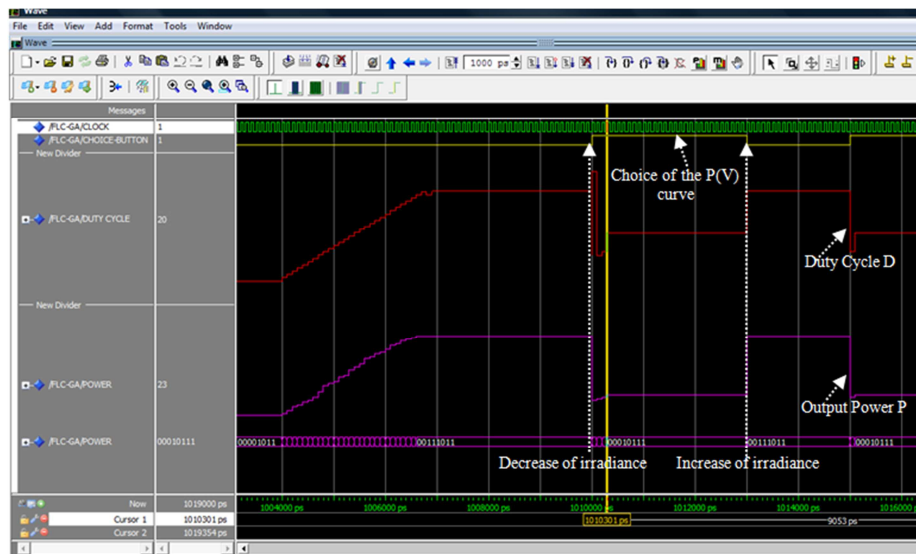 Wave
File Edit View Add Format Tools Window
Wave
1000 ps
Messages
/FLC-GA/CLOCK 1
/FLC-GA/CHOICE-BUTTON 1
New Divider
Choice of the P(V)
curve
/FLC-GA/DUTY CYCLE 20
Duty Cycle D
New Divider
/FLC-GA/POWER 23
Output Power P
/FLC-GA/POWER 00010111 00001011 00111011 00010111 00111011 00010111
Decrease of irradiance Increase of irradiance
Now 1019000 ps 1004000 ps 1006000 ps 1008000 ps 1010000 ps 1012000 ps 1014000 ps 1016000 ps
Cursor 1 1010301 ps 1010301 ps 9053 ps
Cursor 2 1019354 ps